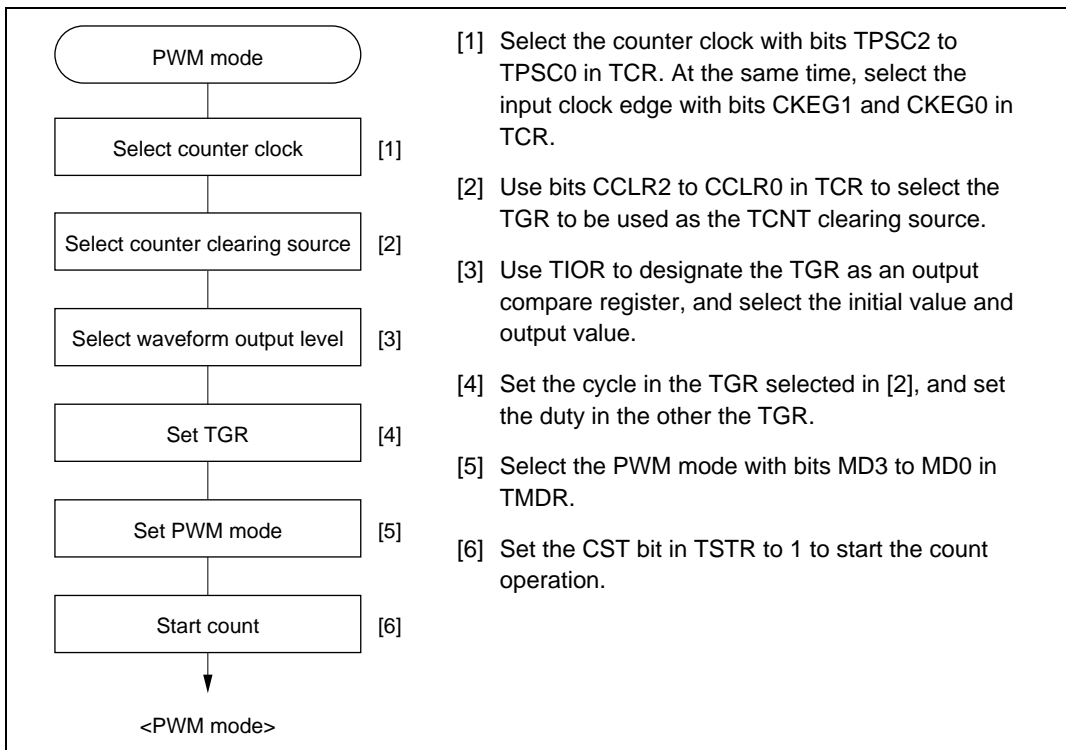 PWM mode
Select counter clock [1]
Select counter clearing source [2]
Select waveform output level [3]
Set TGR [4]
Set PWM mode [5]
Start count [6]
<PWM mode>
[1] Select the counter clock with bits TPSC2 to
TPSC0 in TCR. At the same time, select the
input clock edge with bits CKEG1 and CKEG0 in
TCR.
[2] Use bits CCLR2 to CCLR0 in TCR to select the
TGR to be used as the TCNT clearing source.
[3] Use TIOR to designate the TGR as an output
compare register, and select the initial value and
output value.
[4] Set the cycle in the TGR selected in [2], and set
the duty in the other the TGR.
[5] Select the PWM mode with bits MD3 to MD0 in
TMDR.
[6] Set the CST bit in TSTR to 1 to start the count
operation.